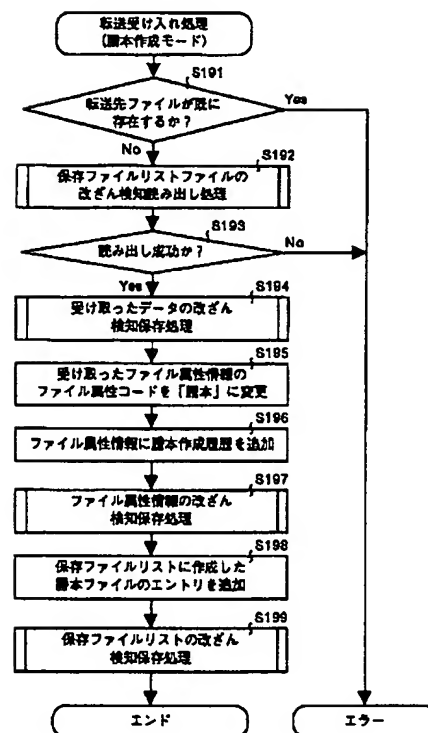 転送受け入れ処理
(謄本作成モード)
S191
転送先ファイルが既に
存在するか？
Yes
No
S192
保存ファイルリストファイルの
改ざん検知読み出し処理
S193
読み出し成功か？
No
Yes
S194
受け取ったデータの改ざん
検知保存処理
S195
受け取ったファイル属性情報の
ファイル属性コードを「謄本」に変更
S196
ファイル属性情報に謄本作成履歴を追加
S197
ファイル属性情報の改ざん
検知保存処理
S198
保存ファイルリストに作成した
謄本ファイルのエントリを追加
S199
保存ファイルリストの改ざん
検知保存処理
エンド
エラー